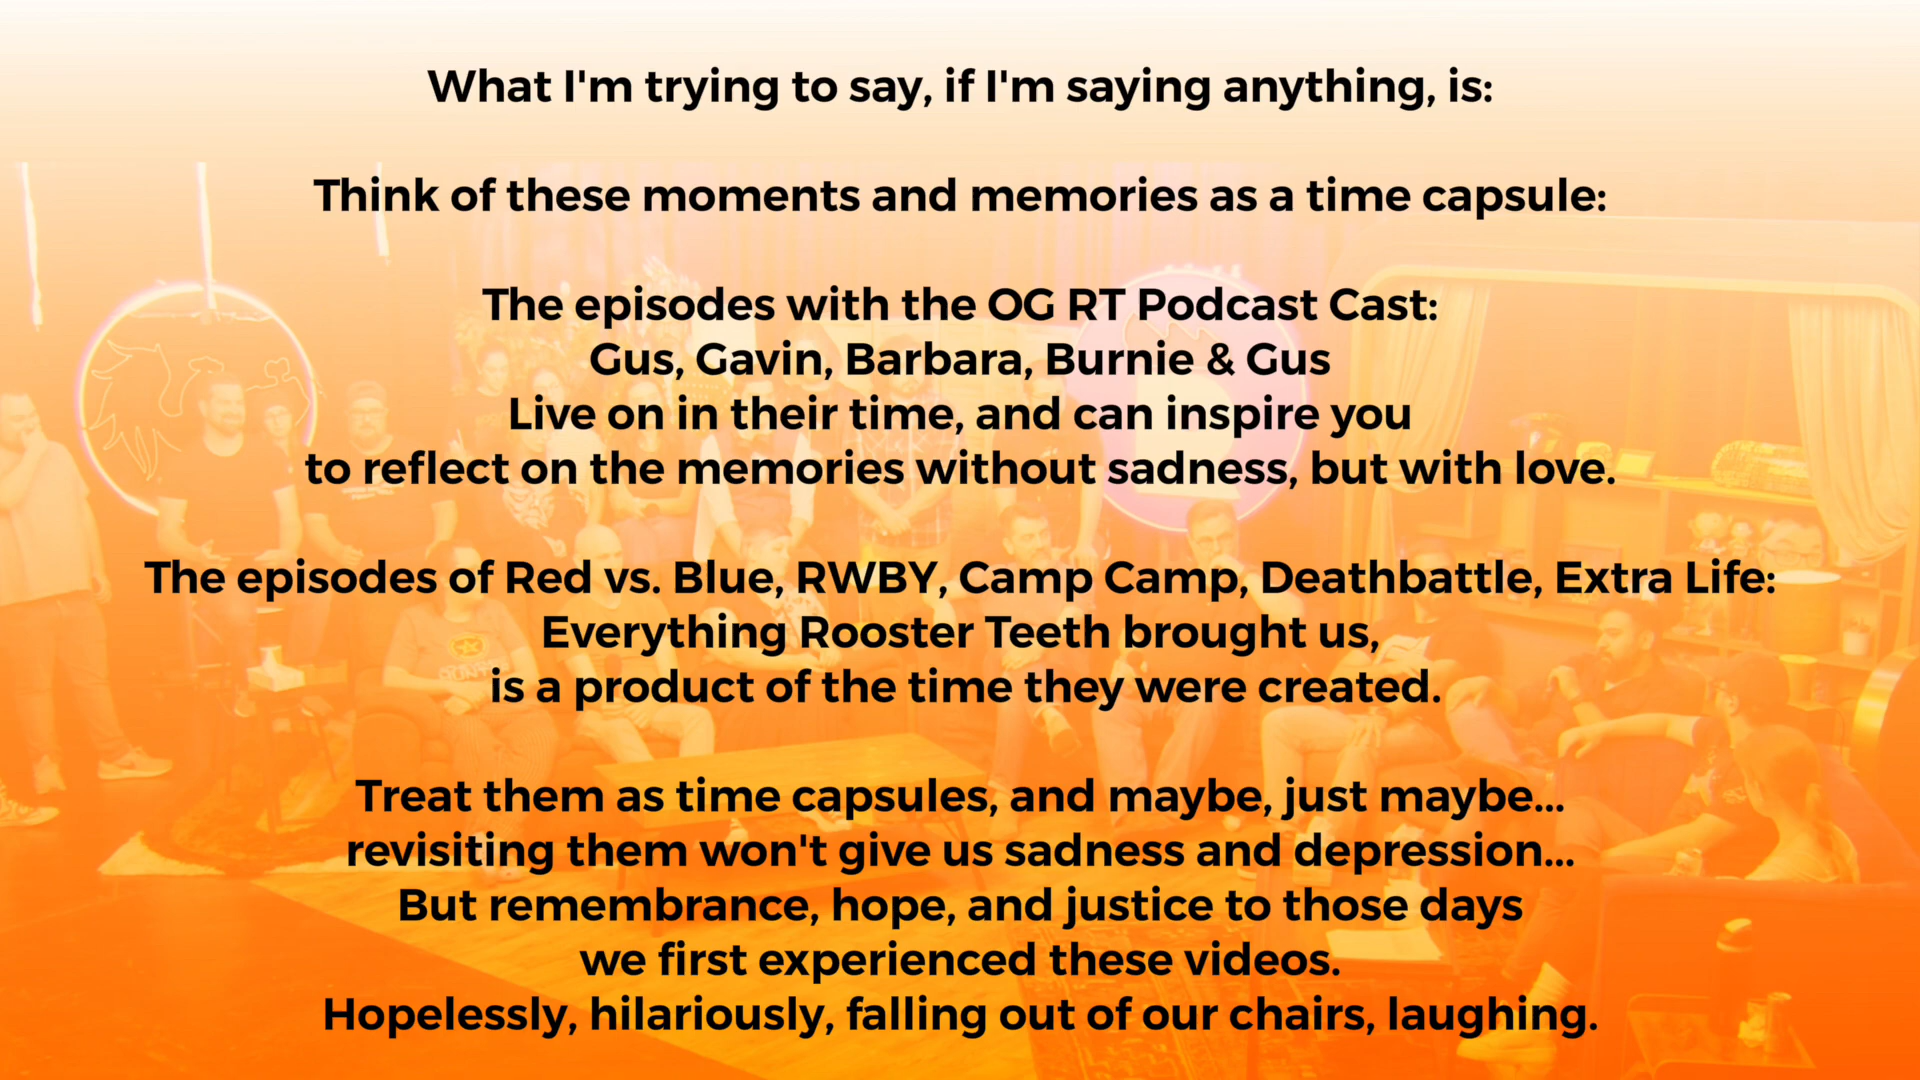 What I'm trying to say, if I'm saying anything, is:
Think of these moments and memories as a time capsule:
The episodes with the OG RT Podcast Cast:
Gus, Gavin, Barbara, Burnie & Gus
Live on in their time, and can inspire you
to reflect on the memories without sadness, but with love.
The episodes of Red vs. Blue, RWBY, Camp Camp, Deathbattle, Extra Life:
Everything Rooster Teeth brought us,
is a product of the time they were created.
Treat them as time capsules, and maybe, just maybe...
revisiting them won't give us sadness and depression...
But remembrance, hope, and justice to those days
we first experienced these videos.
Hopelessly, hilariously, falling out of our chairs, laughing.